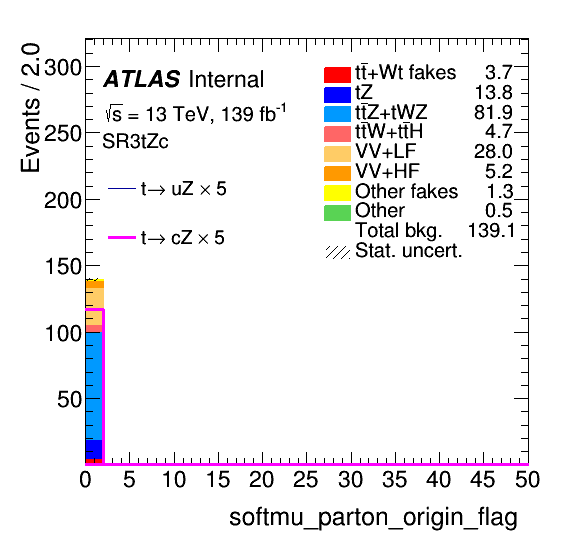 Events / 2.0
300
250
200
150
100
50
ATLAS Internal
√s = 13 TeV, 139 fb⁻¹
SR3tZc
t→ uZ × 5
t→ cZ × 5
tt̄+Wt fakes 3.7
tZ 13.8
tt̄Z+tWZ 81.9
tt̄W+tt̄H 4.7
VV+LF 28.0
VV+HF 5.2
Other fakes 1.3
Other 0.5
Total bkg. 139.1
Stat. uncert.
0 5 10 15 20 25 30 35 40 45 50
softmu_parton_origin_flag